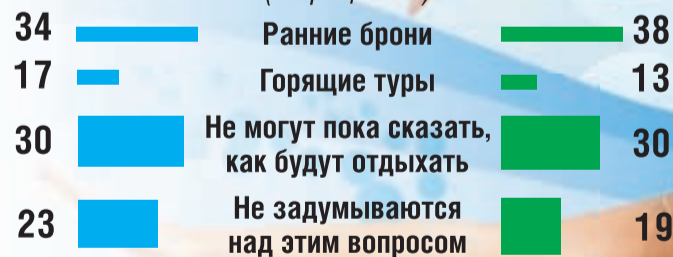 34 Ранние брони 38
17 Горящие туры 13
30 Не могут пока сказать, 30
как будут отдыхать
23 Не задумываются 19
над этим вопросом